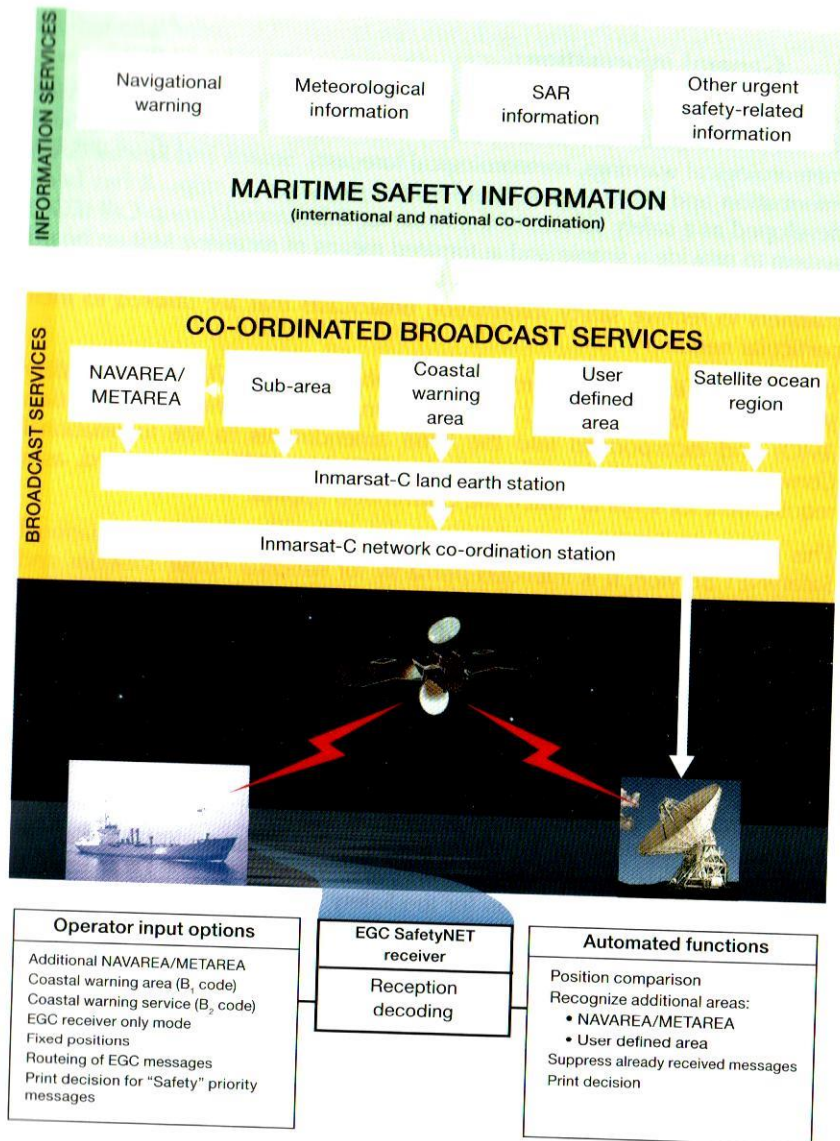 INFORMATION SERVICES
Navigational
warning
Meteorological
information
SAR
information
Other urgent
safety-related
information
MARITIME SAFETY INFORMATION
(international and national co-ordination)
BROADCAST SERVICES
CO-ORDINATED BROADCAST SERVICES
NAVAREA/
METAREA
Sub-area
Coastal
warning
area
User
defined
area
Satellite ocean
region
Inmarsat-C land earth station
Inmarsat-C network co-ordination station
Operator input options
Additional NAVAREA/METAREA
Coastal warning area (B₁ code)
Coastal warning service (B₂ code)
EGC receiver only mode
Fixed positions
Routeing of EGC messages
Print decision for “Safety” priority
messages
EGC SafetyNET
receiver
Reception
decoding
Automated functions
Position comparison
Recognize additional areas:
• NAVAREA/METAREA
• User defined area
Suppress already received messages
Print decision